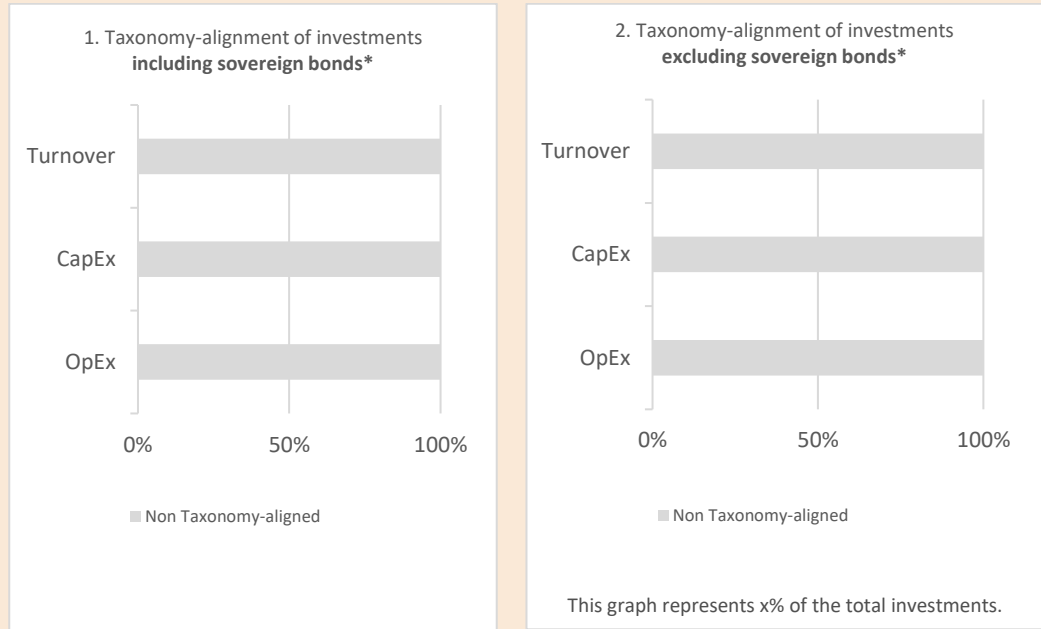 1. Taxonomy-alignment of investments
including sovereign bonds*
Turnover
CapEx
OpEx
0% 50% 100%
Non Taxonomy-aligned
2. Taxonomy-alignment of investments
excluding sovereign bonds*
Turnover
CapEx
OpEx
0% 50% 100%
Non Taxonomy-aligned
This graph represents x% of the total investments.